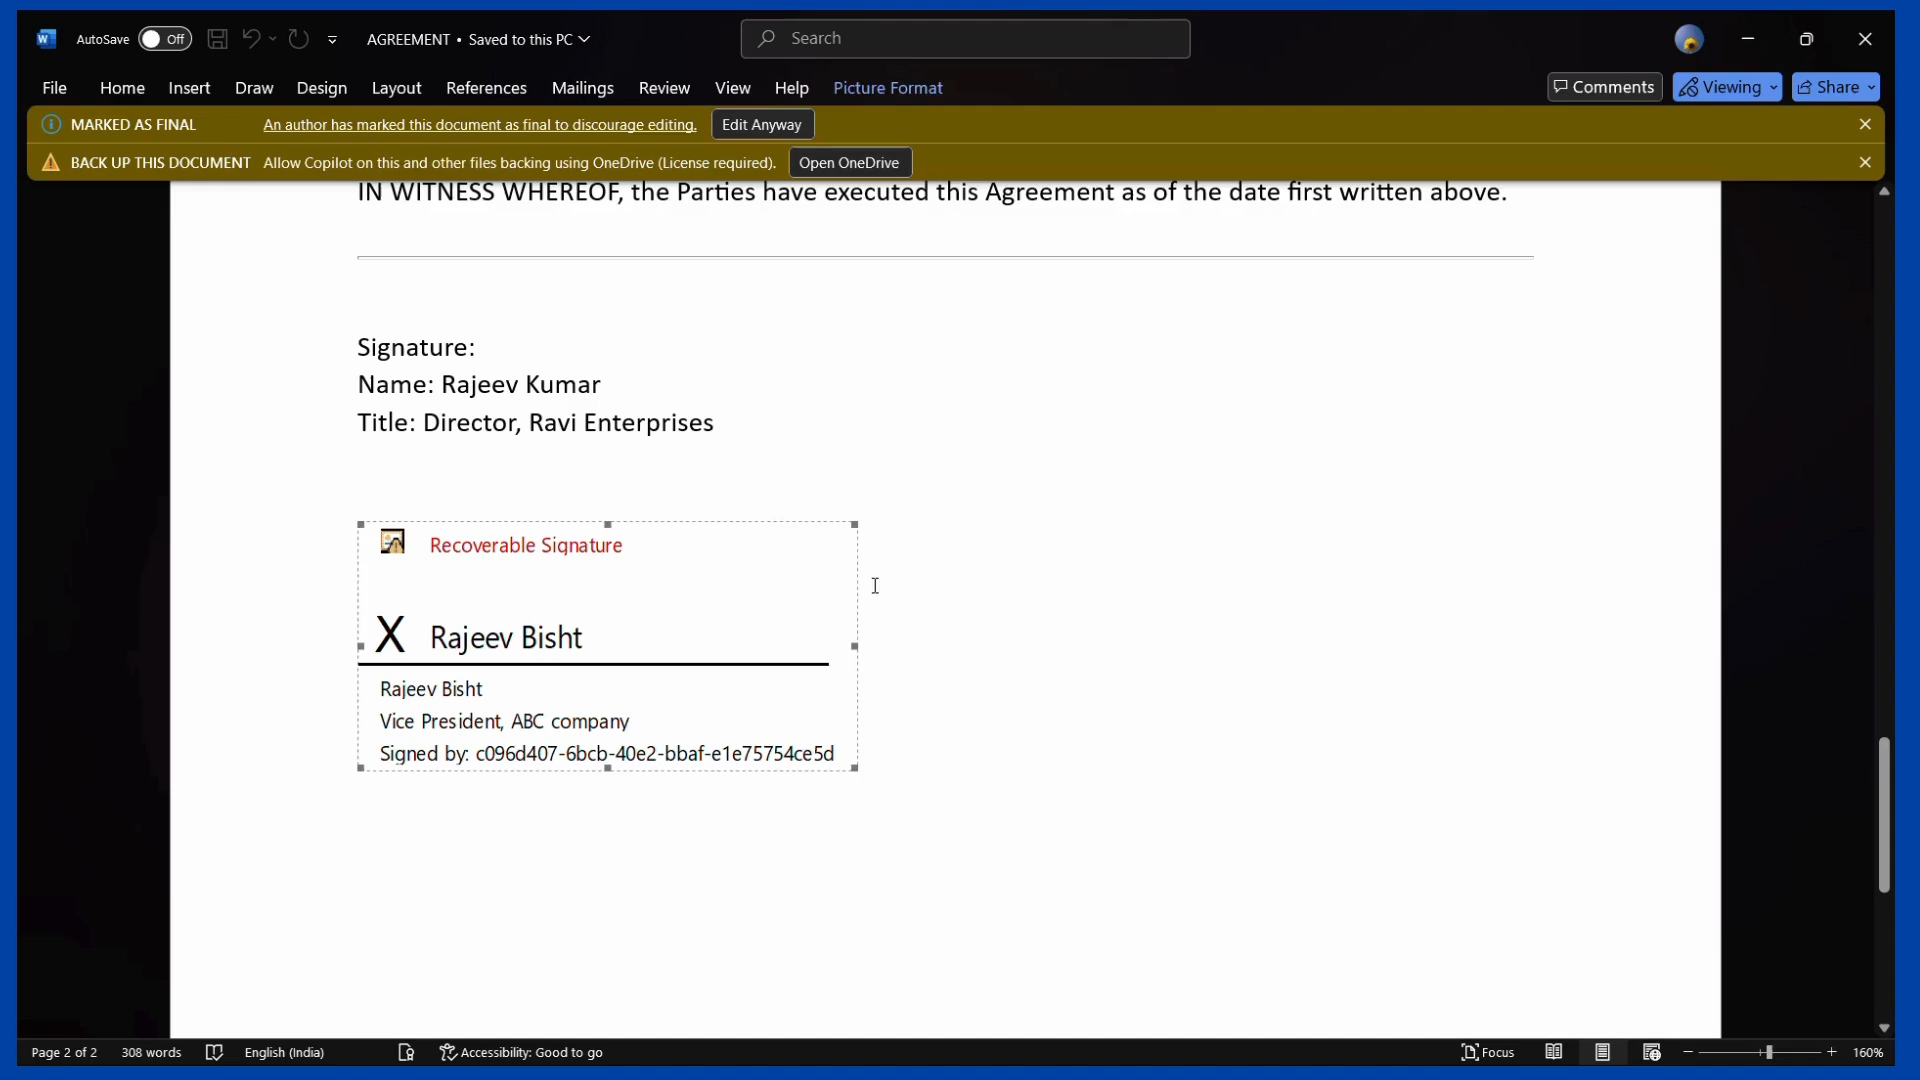 AutoSave Off AGREEMENT • Saved to this PC Search
File Home Insert Draw Design Layout References Mailings Review View Help Picture Format Comments Viewing Share
MARKED AS FINAL An author has marked this document as final to discourage editing. Edit Anyway
BACK UP THIS DOCUMENT Allow Copilot on this and other files backing using OneDrive (License required). Open OneDrive
IN WITNESS WHEREOF, the Parties have executed this Agreement as of the date first written above.
Signature:
Name: Rajeev Kumar
Title: Director, Ravi Enterprises
Recoverable Signature
X Rajeev Bisht
Rajeev Bisht
Vice President, ABC company
Signed by: c096d407-6bcb-40e2-bbaf-e1e75754ce5d
Page 2 of 2 308 words English (India) Accessibility: Good to go Focus 160%